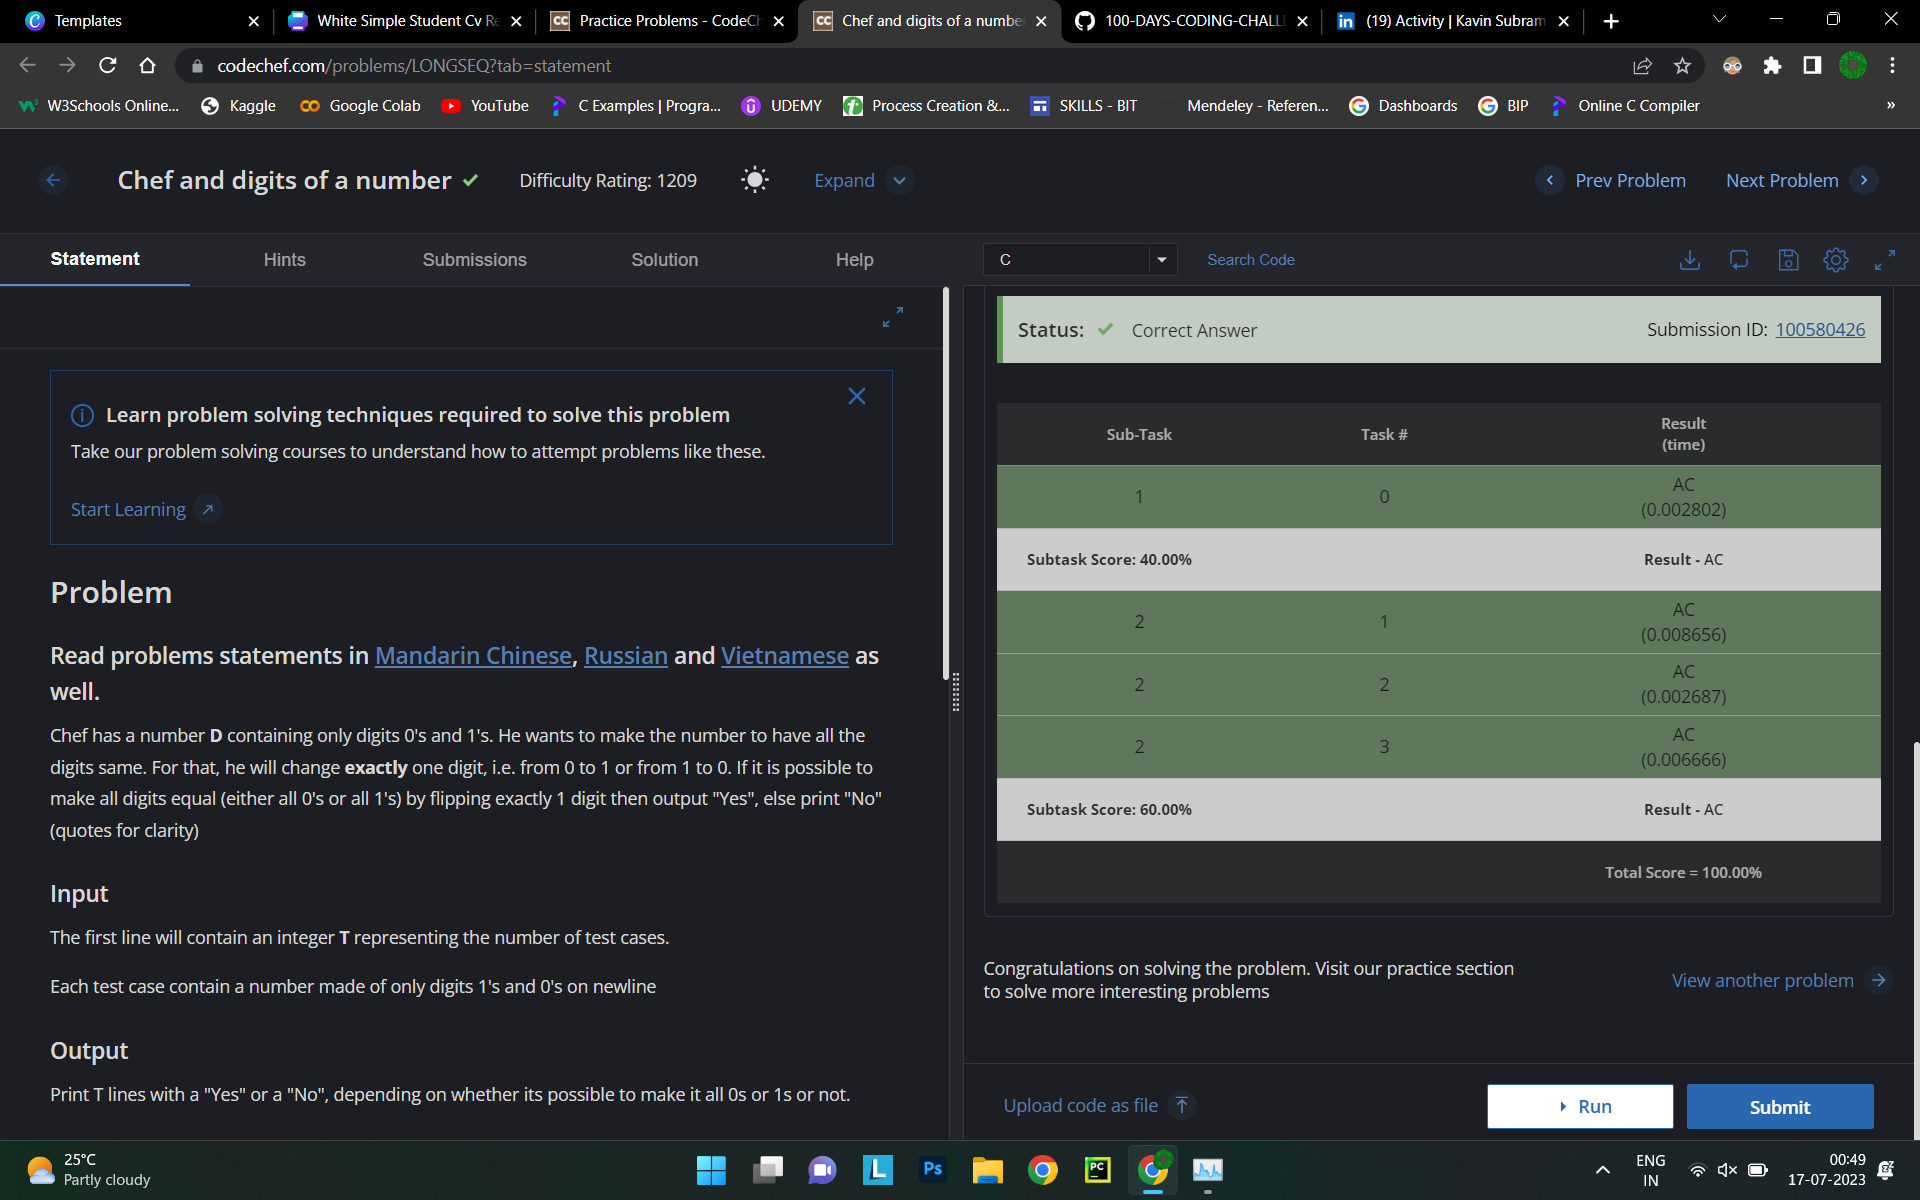 Templates
White Simple Student Cv Re
Practice Problems - CodeCh
Chef and digits of a number
100-DAYS-CODING-CHALL
(19) Activity | Kavin Subram
codechef.com/problems/LONGSEQ?tab=statement
W3Schools Online...
Kaggle
Google Colab
YouTube
C Examples | Progra...
UDEMY
Process Creation &...
SKILLS - BIT
Mendeley - Referen...
Dashboards
BIP
Online C Compiler
»
Chef and digits of a number
Difficulty Rating: 1209
Expand
Prev Problem
Next Problem
Statement
Hints
Submissions
Solution
Help
C
Search Code
Learn problem solving techniques required to solve this problem
Take our problem solving courses to understand how to attempt problems like these.
Start Learning
Problem
Read problems statements in Mandarin Chinese, Russian and Vietnamese as
well.
Chef has a number D containing only digits 0's and 1's. He wants to make the number to have all the
digits same. For that, he will change exactly one digit, i.e. from 0 to 1 or from 1 to 0. If it is possible to
make all digits equal (either all 0's or all 1's) by flipping exactly 1 digit then output "Yes", else print "No"
(quotes for clarity)
Input
The first line will contain an integer T representing the number of test cases.
Each test case contain a number made of only digits 1's and 0's on newline
Output
Print T lines with a "Yes" or a "No", depending on whether its possible to make it all 0s or 1s or not.
Status: Correct Answer
Submission ID: 100580426
Sub-Task Task # Result
(time)
1 0 AC
(0.002802)
Subtask Score: 40.00% Result - AC
2 1 AC
(0.008656)
2 2 AC
(0.002687)
2 3 AC
(0.006666)
Subtask Score: 60.00% Result - AC
Total Score = 100.00%
Congratulations on solving the problem. Visit our practice section
to solve more interesting problems
View another problem
Upload code as file
Run
Submit
25°C
Partly cloudy
L
Ps
PC
ENG
IN
00:49
17-07-2023